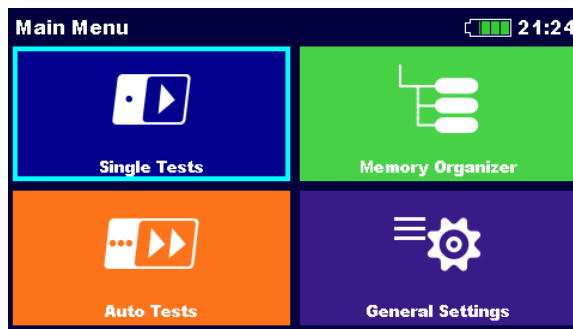 Main Menu 21:24
Single Tests
Memory Organizer
Auto Tests
General Settings